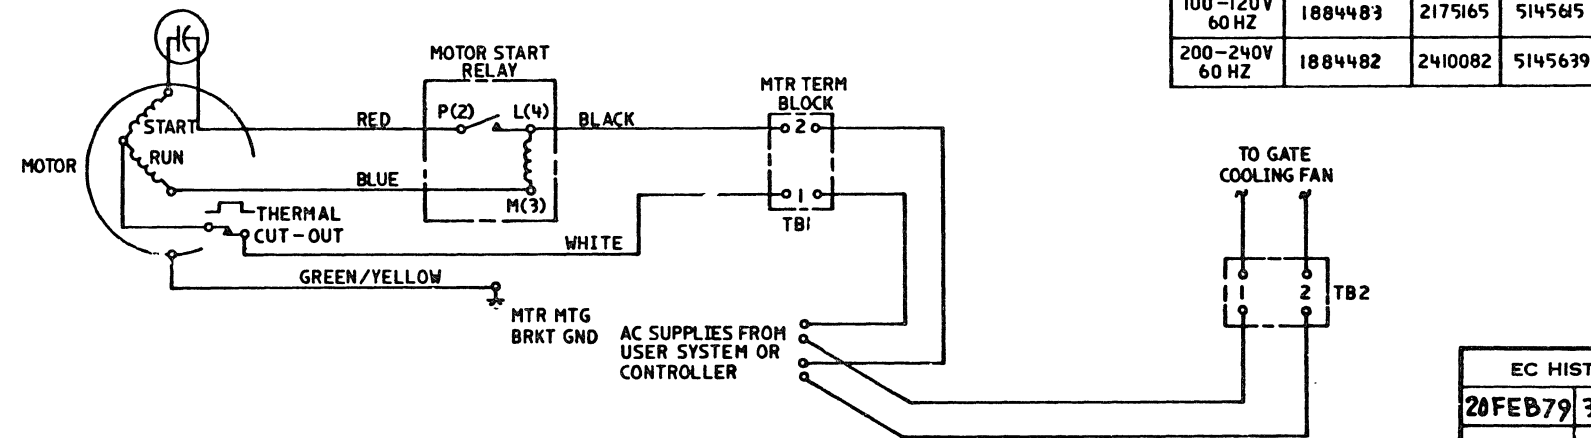 100-120V 60 HZ 1884483 2175165 5145615
200-240V 60 HZ 1884482 2410082 5145639
MOTOR START
RELAY
MTR TERM
BLOCK
P(2) L(4)
START
RED
BLACK
2
MOTOR
RUN
BLUE
TO GATE
COOLING FAN
M(3)
1
TB1
THERMAL
CUT-OUT
WHITE
GREEN/YELLOW
1 2 TB2
MTR MTG
BRKT GND
AC SUPPLIES FROM
USER SYSTEM OR
CONTROLLER
EC HIST
20FEB79 3